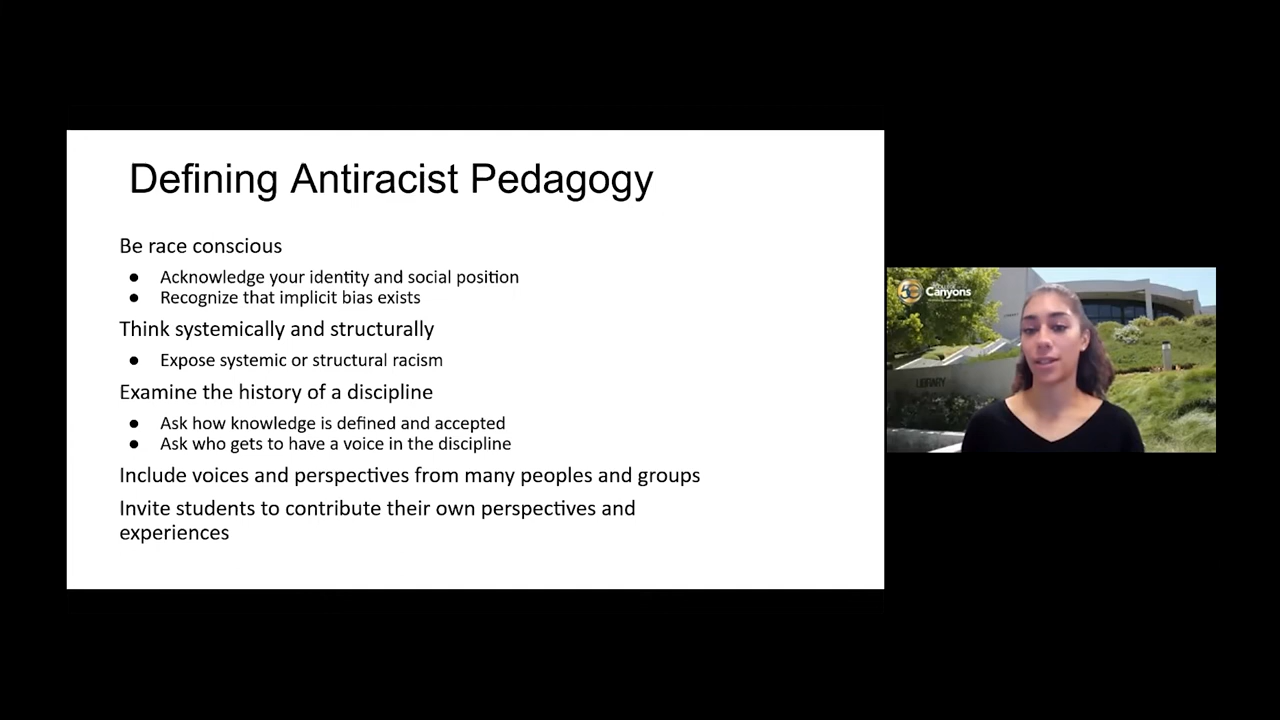 Defining Antiracist Pedagogy
Be race conscious
● Acknowledge your identity and social position
● Recognize that implicit bias exists
Think systemically and structurally
● Expose systemic or structural racism
Examine the history of a discipline
● Ask how knowledge is defined and accepted
● Ask who gets to have a voice in the discipline
Include voices and perspectives from many peoples and groups
Invite students to contribute their own perspectives and
experiences
Canyons
LIBRARY